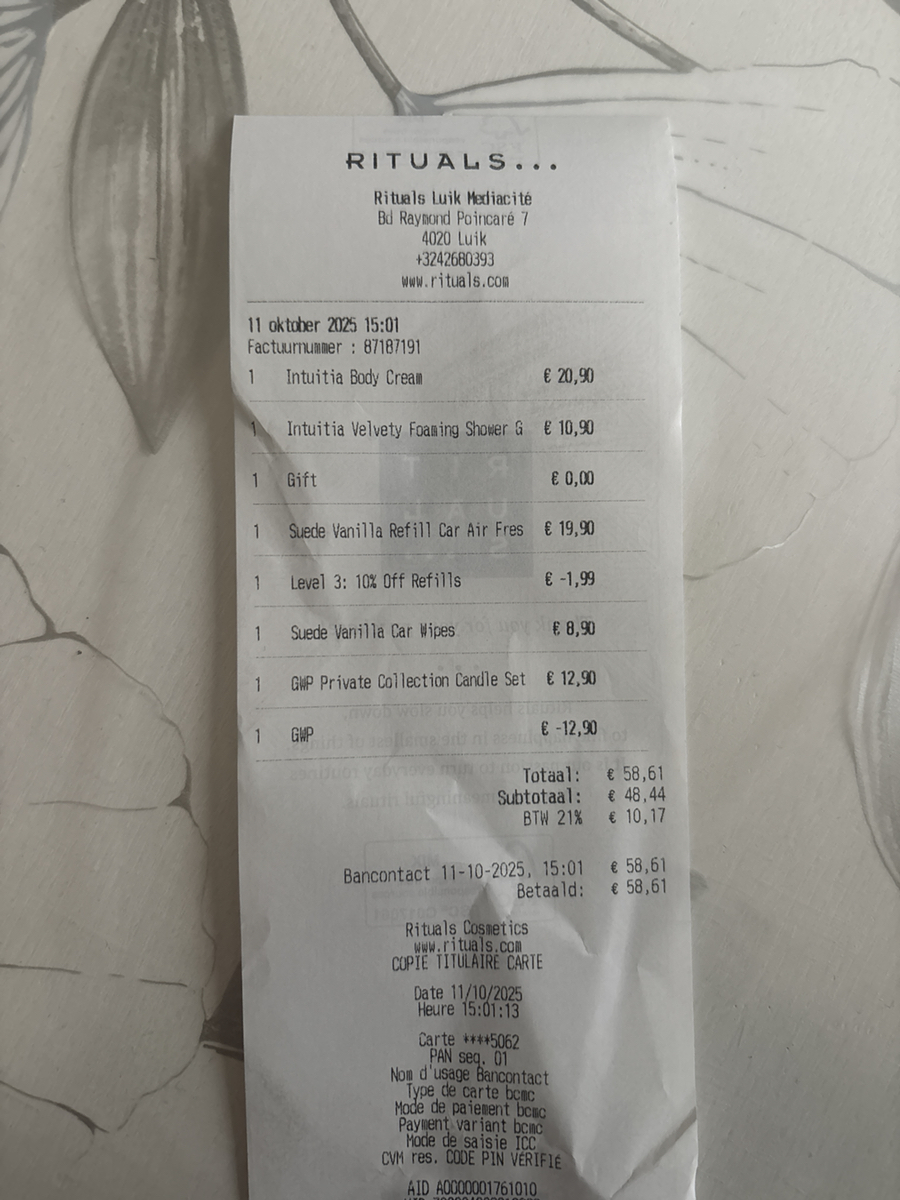 RITUALS...
Rituals Luik Mediacité
Bd Raymond Poincaré 7
4020 Luik
+3242680393
www.rituals.com
11 oktober 2025 15:01
Factuurnummer : 87187191
1 Intuitia Body Cream € 20,90
1 Intuitia Velvety Foaming Shower G € 10,90
1 Gift € 0,00
1 Suede Vanilla Refill Car Air Fres € 19,90
1 Level 3: 10% Off Refills € -1,99
1 Suede Vanilla Car Wipes € 8,90
1 GWP Private Collection Candle Set € 12,90
1 GWP € -12,90
Totaal: € 58,61
Subtotaal: € 48,44
BTW 21% € 10,17
Bancontact 11-10-2025, 15:01 € 58,61
Betaald: € 58,61
Rituals Cosmetics
www.rituals.com
COPIE TITULAIRE CARTE
Date 11/10/2025
Heure 15:01:13
Carte ****5062
PAN seq. 01
Nom d'usage Bancontact
Type de carte bcmc
Mode de paiement bcmc
Payment variant bcmc
Mode de saisie ICC
CVM res. CODE PIN VÉRIFIÉ
AID A0000001761010